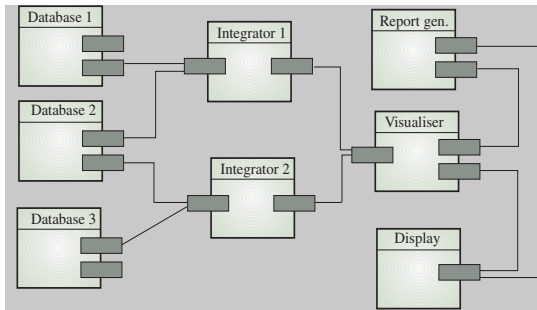 Database 1
Integrator 1
Report gen.
Database 2
Visualiser
Integrator 2
Database 3
Display